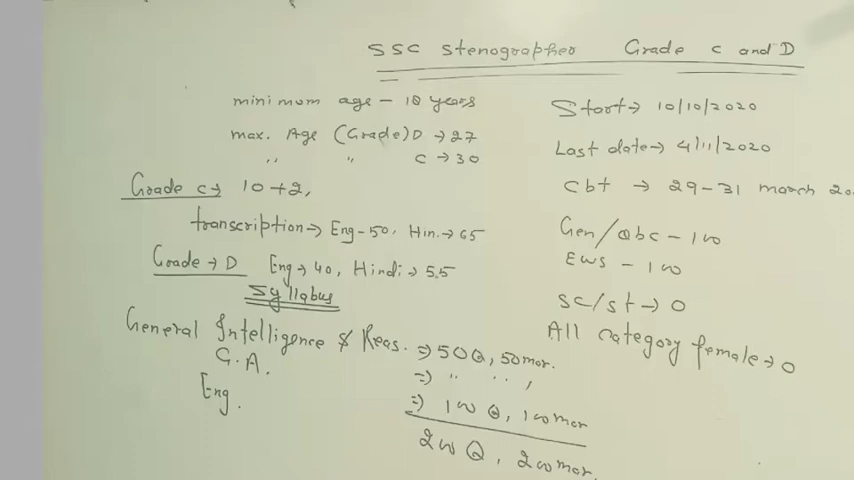 SSC Stenographer Grade C and D
minimum age - 18 years
max. Age (Grade) D → 27
" " C → 30
Grade C → 10+2,
transcription → Eng-50, Hin. → 65
Grade → D Eng → 40, Hindi → 55
Syllabus
General Intelligence & Reas. ⇒ 50Q, 50mar.
G.A. ⇒ " " ,
Eng. ⇒ 100 Q, 100mar
200 Q, 200mar.
Start → 10/10/2020
Last date → 4/11/2020
Cbt → 29-31 march 20
Gen/obc - 100
EWS - 100
SC/st → 0
All category female → 0